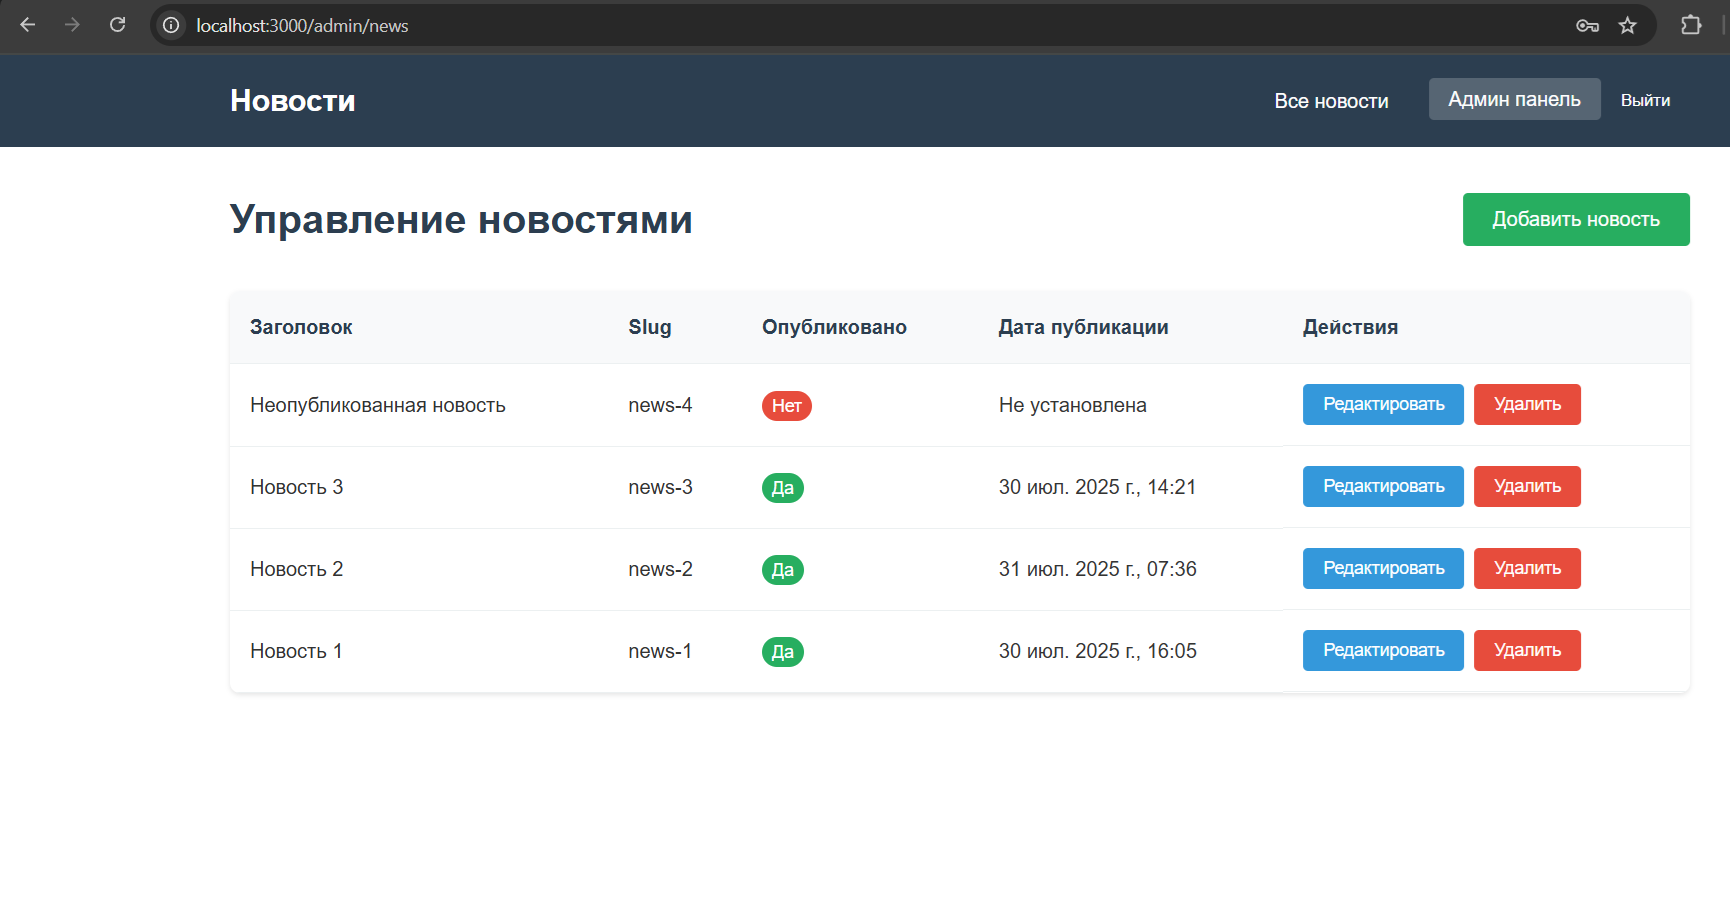 localhost:3000/admin/news
Новости Все новости Админ панель Выйти
Управление новостями Добавить новость
Заголовок Slug Опубликовано Дата публикации Действия
Неопубликованная новость news-4 Нет Не установлена Редактировать Удалить
Новость 3 news-3 Да 30 июл. 2025 г., 14:21 Редактировать Удалить
Новость 2 news-2 Да 31 июл. 2025 г., 07:36 Редактировать Удалить
Новость 1 news-1 Да 30 июл. 2025 г., 16:05 Редактировать Удалить